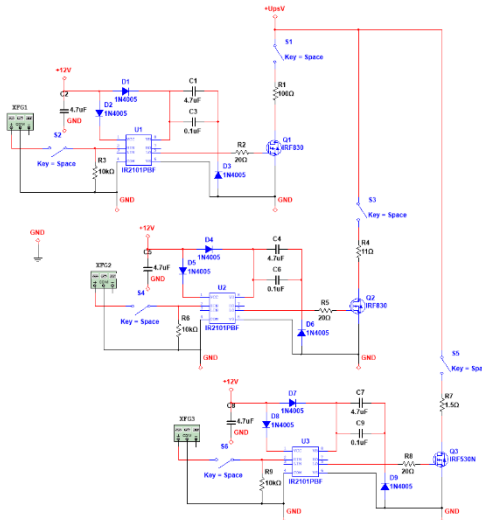 +UpsV
S1
Key = Space
R1
100Ω
+12V
D1
1N4005
C1
4.7uF
XFG1
C2
4.7uF
D2
1N4005
GND
C3
0.1uF
S2
Key = Space
U1
R2
20Ω
Q1
IRF830
R3
10kΩ
IR2101PBF
D3
1N4005
GND
GND
S3
Key = Space
GND
+12V
D4
1N4005
C4
4.7uF
R4
11Ω
XFG2
4.7uF
D5
1N4005
GND
C6
0.1uF
S4
Key = Space
U2
R5
20Ω
Q2
IRF830
R6
10kΩ
IR2101PBF
D6
1N4005
GND
GND
S5
Key = Spa
+12V
D7
1N4005
C7
4.7uF
R7
1.5Ω
XFG3
4.7uF
D8
1N4005
GND
C9
0.1uF
S6
Key = Space
U3
R8
20Ω
Q3
IRF530N
R9
10kΩ
IR2101PBF
D9
1N4005
GND
GND